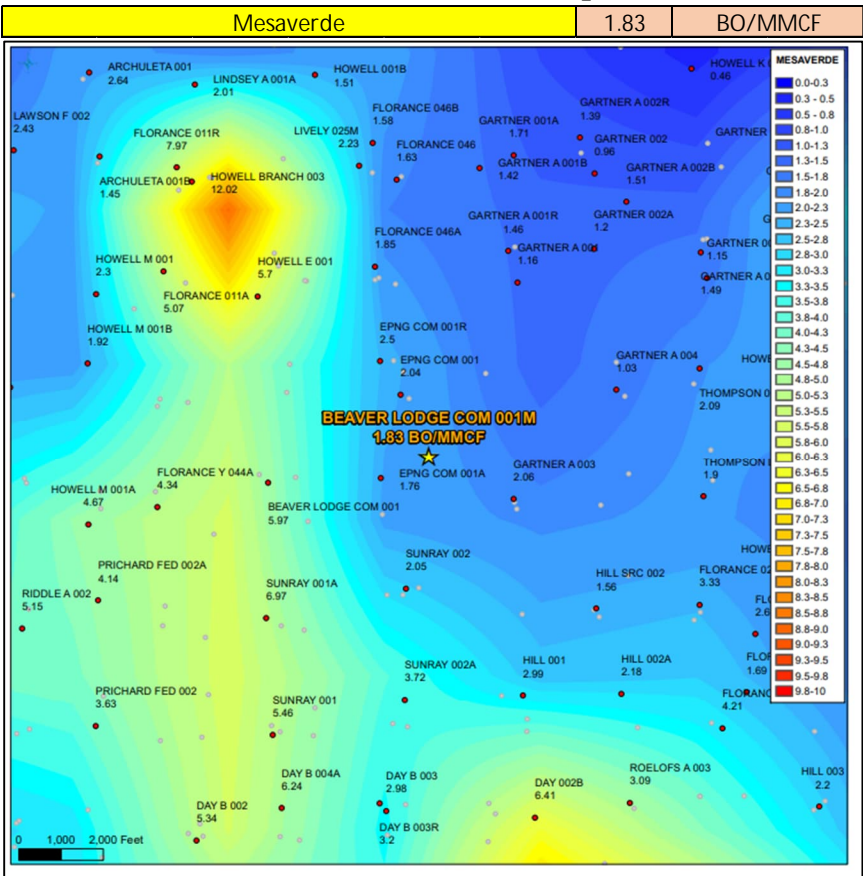 Mesaverde 1.83 BO/MMCF
MESAVERDE
0.0-0.3
0.3 - 0.5
0.5 - 0.8
0.8-1.0
1.0-1.3
1.3-1.5
1.5-1.8
1.8-2.0
2.0-2.3
2.3-2.5
2.5-2.8
2.8-3.0
3.0-3.3
3.3-3.5
3.5-3.8
3.8-4.0
4.0-4.3
4.3-4.5
4.5-4.8
4.8-5.0
5.0-5.3
5.3-5.5
5.5-5.8
5.8-6.0
6.0-6.3
6.3-6.5
6.5-6.8
6.8-7.0
7.0-7.3
7.3-7.5
7.5-7.8
7.8-8.0
8.0-8.3
8.3-8.5
8.5-8.8
8.8-9.0
9.0-9.3
9.3-9.5
9.5-9.8
9.8-10
ARCHULETA 001
2.64
LINDSEY A 001A
2.01
HOWELL 001B
1.51
HOWELL K
0.46
LAWSON F 002
2.43
FLORANCE 011R
7.97
LIVELY 025M
2.23
FLORANCE 046B
1.58
FLORANCE 046
1.63
GARTNER 001A
1.71
GARTNER A 002R
1.39
GARTNER 002
0.96
GARTNER
ARCHULETA 001B
1.45
HOWELL BRANCH 003
12.02
GARTNER A 001B
1.42
GARTNER A 002B
1.51
FLORANCE 046A
1.85
GARTNER A 001R
1.46
GARTNER 002A
1.2
GARTNER A 001
1.16
GARTNER
1.15
GARTNER A
1.49
HOWELL M 001
2.3
HOWELL E 001
5.7
FLORANCE 011A
5.07
HOWELL M 001B
1.92
EPNG COM 001R
2.5
EPNG COM 001
2.04
GARTNER A 004
1.03
HOWE
THOMPSON
2.09
BEAVER LODGE COM 001M
1.83 BO/MMCF
EPNG COM 001A
1.76
GARTNER A 003
2.06
THOMPSON
1.9
FLORANCE Y 044A
4.34
HOWELL M 001A
4.67
BEAVER LODGE COM 001
5.97
HOWE
PRICHARD FED 002A
4.14
SUNRAY 002
2.05
HILL SRC 002
1.56
FLORANCE 02
3.33
RIDDLE A 002
5.15
SUNRAY 001A
6.97
2.6
SUNRAY 002A
3.72
HILL 001
2.99
HILL 002A
2.18
1.69
PRICHARD FED 002
3.63
SUNRAY 001
5.46
FLORANC
4.21
DAY B 004A
6.24
DAY B 003
2.98
DAY 002B
6.41
ROELOFS A 003
3.09
HILL 003
2.2
DAY B 002
5.34
DAY B 003R
3.2
0 1,000 2,000 Feet